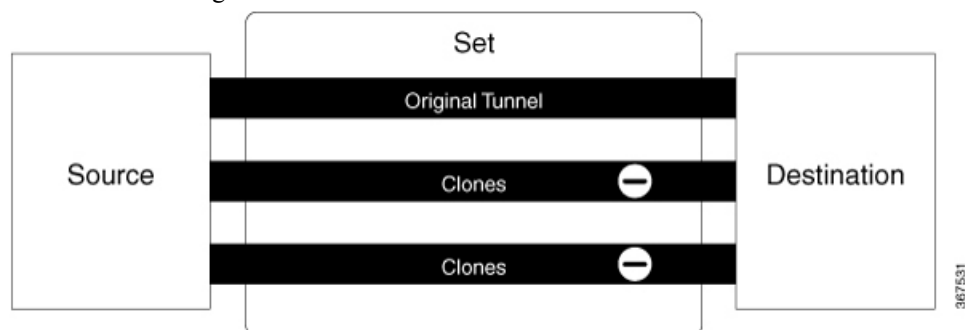 Set
Original Tunnel
Source
Clones
Destination
Clones
367531